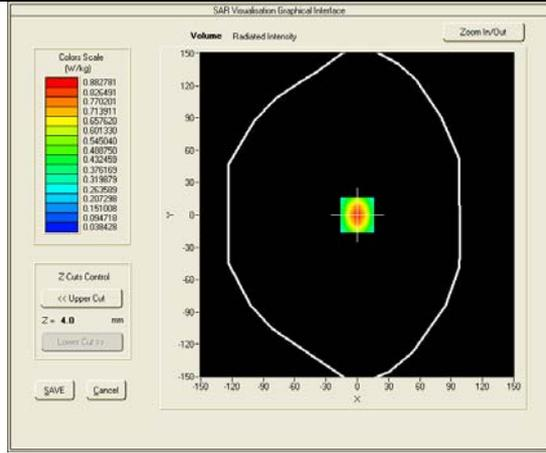 SAR Visualisation Graphical Interface
Volume Radiated Intensity
Zoom In/Out
Colors Scale
(W/kg)
0.882781
0.826491
0.770201
0.713911
0.657620
0.601330
0.545040
0.488750
0.432459
0.376169
0.319879
0.263589
0.207298
0.151008
0.094718
0.038428
Z Cuts Control
<< Upper Cut
Z = 4.0 mm
Lower Cut >>
SAVE Cancel
150
120
90
60
30
0
-30
-60
-90
-120
-150
Y
-150 -120 -90 -60 -30 0 30 60 90 120 150
X